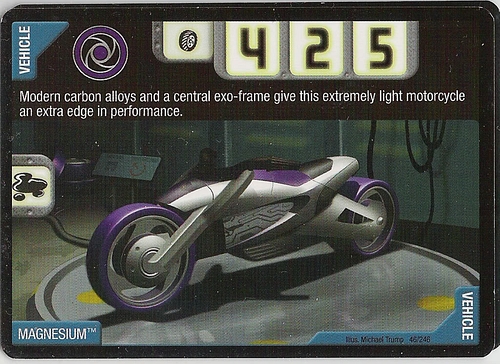 VEHICLE
4 2 5
Modern carbon alloys and a central exo-frame give this extremely light motorcycle
an extra edge in performance.
MAGNESIUM™
Illus. Michael Trump 46/246
VEHICLE